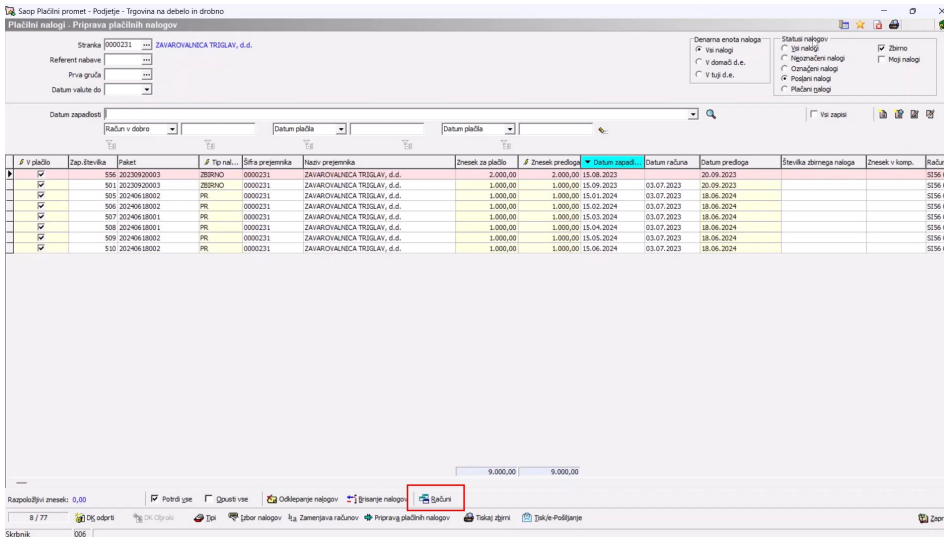 Saop Plačilni promet - Podjetje - Trgovina na debelo in drobno
Plačilni nalogi - Priprava plačilnih nalogov
Stranka 0000231 ... ZAVAROVALNICA TRIGLAV, d.d.
Referent nabave ...
Prva gruča ...
Datum valute do
Denarna enota naloga
Vsi nalogi
V domači d.e.
V tuji d.e.
Statusi nalogov
Vsi nalogi
Neoznačeni nalogi
Označeni nalogi
Poslani nalogi
Plačani nalogi
Zbirno
Moji nalogi
Datum zapadlosti
Vsi zapisi
Račun v dobro Datum plačila Datum plačila
V plačilo Zap.številka Paket Tip nal... Šifra prejemnika Naziv prejemnika Znesek za plačilo Znesek predloga Datum zapadl... Datum računa Datum predloga Številka zbirnega naloga Znesek v komp. Račun
556 20230920003 ZBIRNO 0000231 ZAVAROVALNICA TRIGLAV, d.d. 2.000,00 2.000,00 15.08.2023 20.09.2023 SI56
501 20230920003 ZBIRNO 0000231 ZAVAROVALNICA TRIGLAV, d.d. 1.000,00 1.000,00 15.09.2023 03.07.2023 20.09.2023 SI56
505 20240618002 PR 0000231 ZAVAROVALNICA TRIGLAV, d.d. 1.000,00 1.000,00 15.01.2024 03.07.2023 18.06.2024 SI56
506 20240618002 PR 0000231 ZAVAROVALNICA TRIGLAV, d.d. 1.000,00 1.000,00 15.02.2024 03.07.2023 18.06.2024 SI56
507 20240618001 PR 0000231 ZAVAROVALNICA TRIGLAV, d.d. 1.000,00 1.000,00 15.03.2024 03.07.2023 18.06.2024 SI56
508 20240618001 PR 0000231 ZAVAROVALNICA TRIGLAV, d.d. 1.000,00 1.000,00 15.04.2024 03.07.2023 18.06.2024 SI56
509 20240618002 PR 0000231 ZAVAROVALNICA TRIGLAV, d.d. 1.000,00 1.000,00 15.05.2024 03.07.2023 18.06.2024 SI56
510 20240618002 PR 0000231 ZAVAROVALNICA TRIGLAV, d.d. 1.000,00 1.000,00 15.06.2024 03.07.2023 18.06.2024 SI56
9.000,00 9.000,00
Razpoložljivi znesek: 0,00 Potrdi vse Opusti vse Odklepanje nalogov Brisanje nalogov Računi
8 / 77 DK odprti DK Obroki Tipi Izbor nalogov Zamenjava računov Priprava plačilnih nalogov Tiskaj zbirni Tisk/e-Pošiljanje Zapri
Skrbnik 006